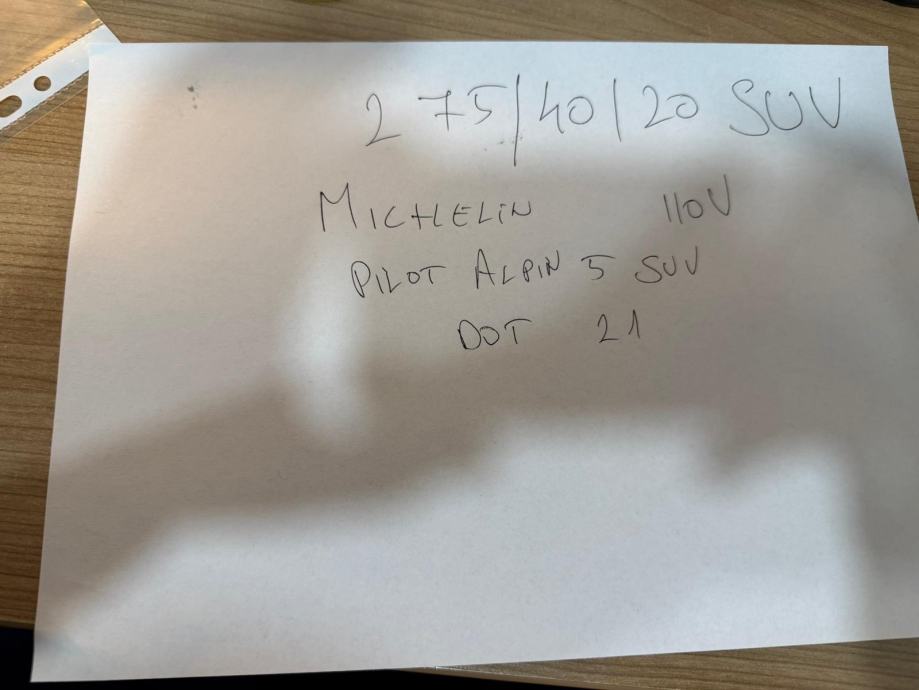 275/40/20 SUV
MICHELIN 110V
PILOT ALPIN 5 SUV
DOT 21